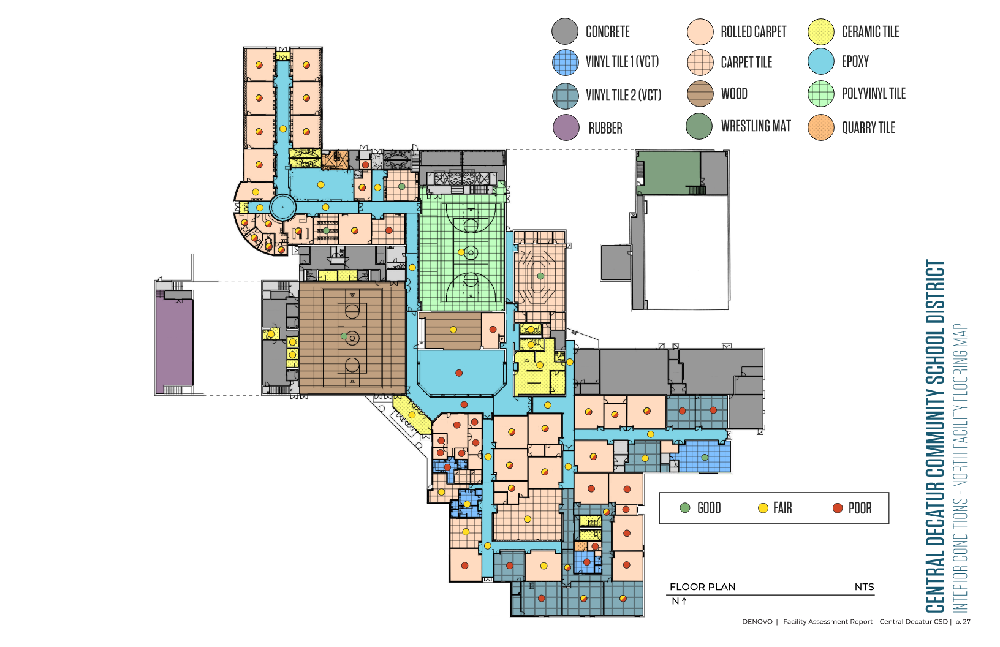 CONCRETE
ROLLED CARPET
CERAMIC TILE
VINYL TILE 1 (VCT)
CARPET TILE
EPOXY
VINYL TILE 2 (VCT)
WOOD
POLYVINYL TILE
RUBBER
WRESTLING MAT
QUARRY TILE
GOOD
FAIR
POOR
FLOOR PLAN
NTS
N↑
CENTRAL DECATUR COMMUNITY SCHOOL DISTRICT
INTERIOR CONDITIONS - NORTH FACILITY FLOORING MAP
DENOVO | Facility Assessment Report – Central Decatur CSD | p. 27